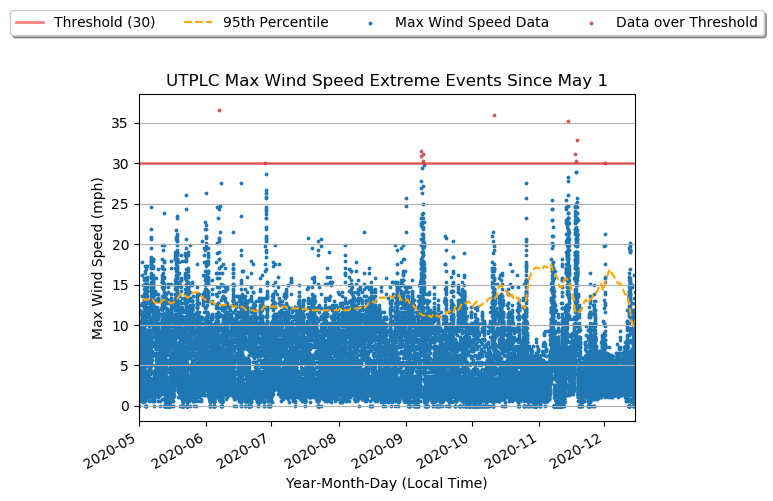 Threshold (30) 95th Percentile Max Wind Speed Data Data over Threshold
UTPLC Max Wind Speed Extreme Events Since May 1
Max Wind Speed (mph)
35
30
25
20
15
10
5
0
2020-05 2020-06 2020-07 2020-08 2020-09 2020-10 2020-11 2020-12
Year-Month-Day (Local Time)